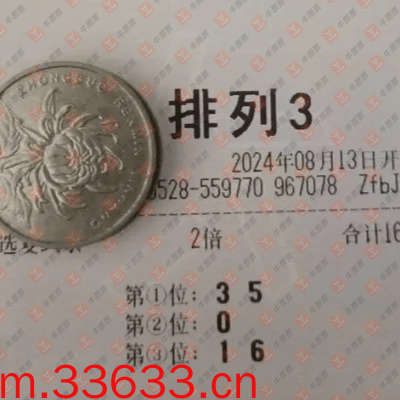 排列3
2024年08月13日开
0528-559770 967078 ZfbJ
2倍 合计16
第①位: 3 5
第②位: 0
第③位: 1 6
m.33633.cn